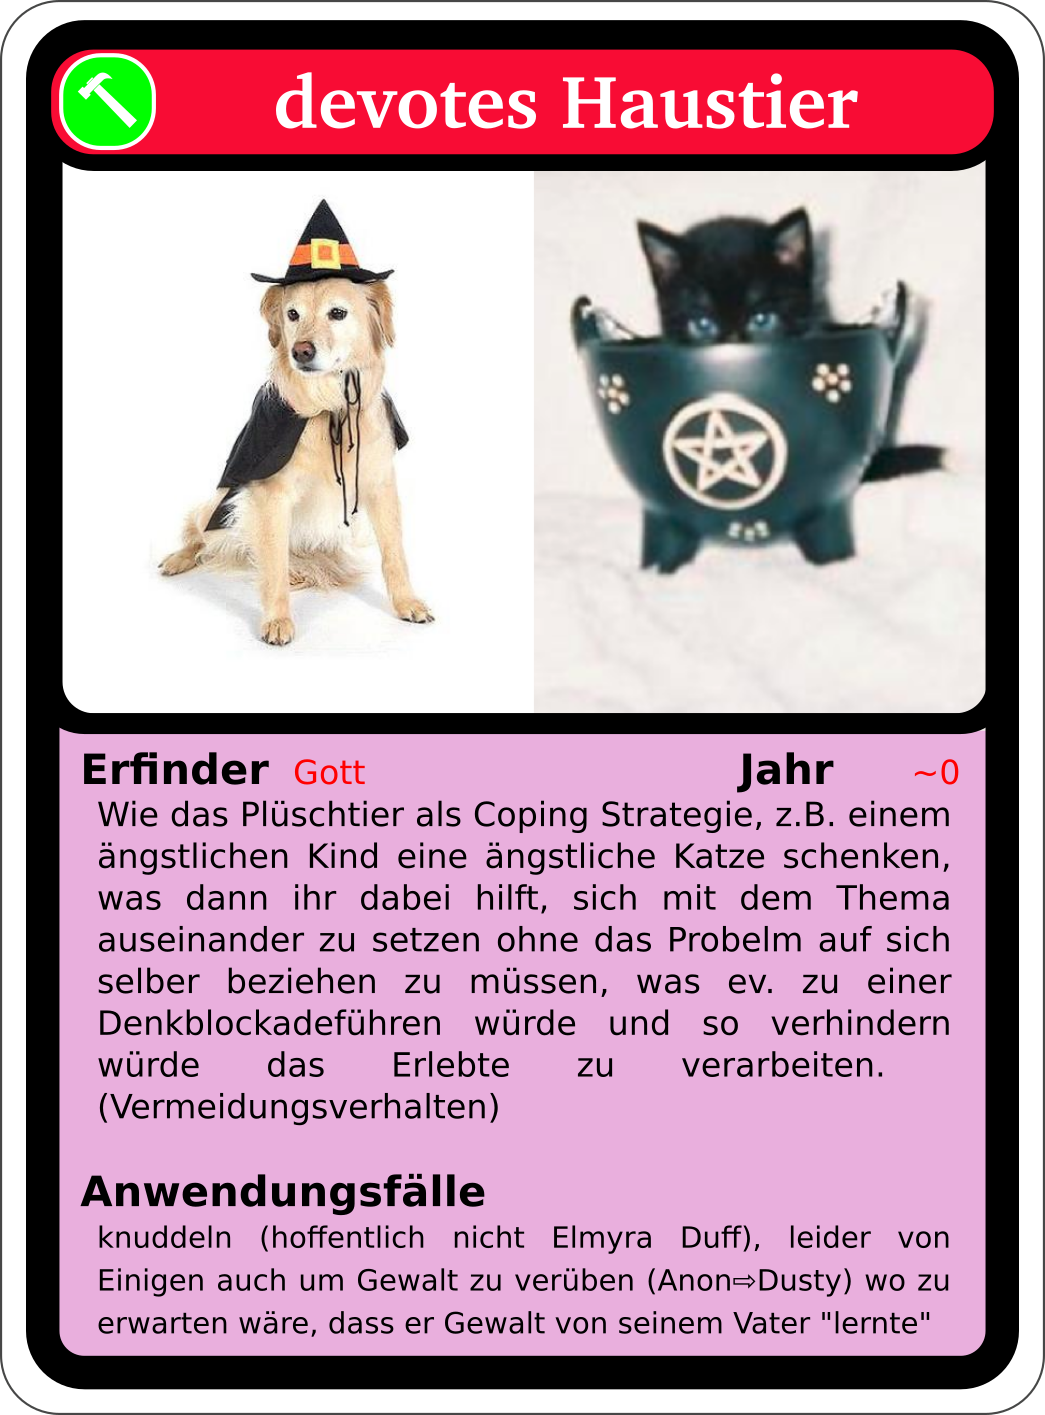 devotes Haustier
Erfinder Gott Jahr ~0
Wie das Plüschtier als Coping Strategie, z.B. einem
ängstlichen Kind eine ängstliche Katze schenken,
was dann ihr dabei hilft, sich mit dem Thema
auseinander zu setzen ohne das Probelm auf sich
selber beziehen zu müssen, was ev. zu einer
Denkblockadeführen würde und so verhindern
würde das Erlebte zu verarbeiten.
(Vermeidungsverhalten)
Anwendungsfälle
knuddeln (hoffentlich nicht Elmyra Duff), leider von
Einigen auch um Gewalt zu verüben (Anon⇨Dusty) wo zu
erwarten wäre, dass er Gewalt von seinem Vater "lernte"